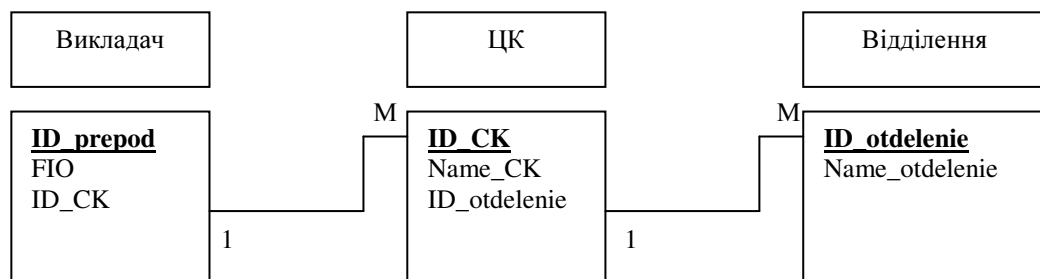 Викладач
ЦК
Відділення
ID_prepod
FIO
ID_CK
1
М
ID_CK
Name_CK
ID_otdelenie
1
М
ID_otdelenie
Name_otdelenie